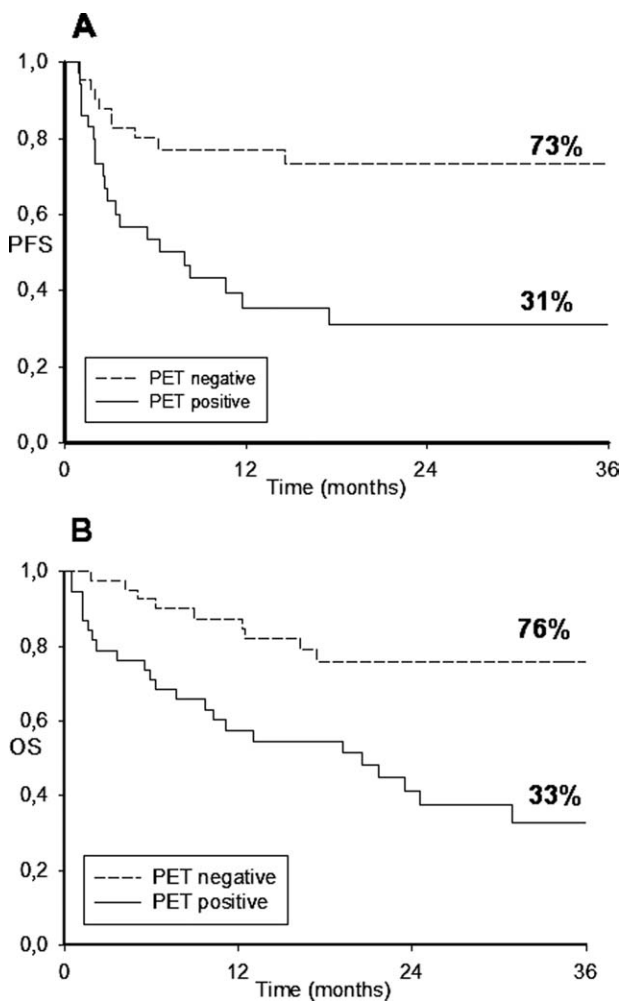 A
1,0
0,8
73%
0,6
PFS
0,4
31%
0,2
PET negative
PET positive
0,0
0 12 24 36
Time (months)
B
1,0
0,8
76%
0,6
OS
0,4
33%
0,2
PET negative
PET positive
0,0
0 12 24 36
Time (months)